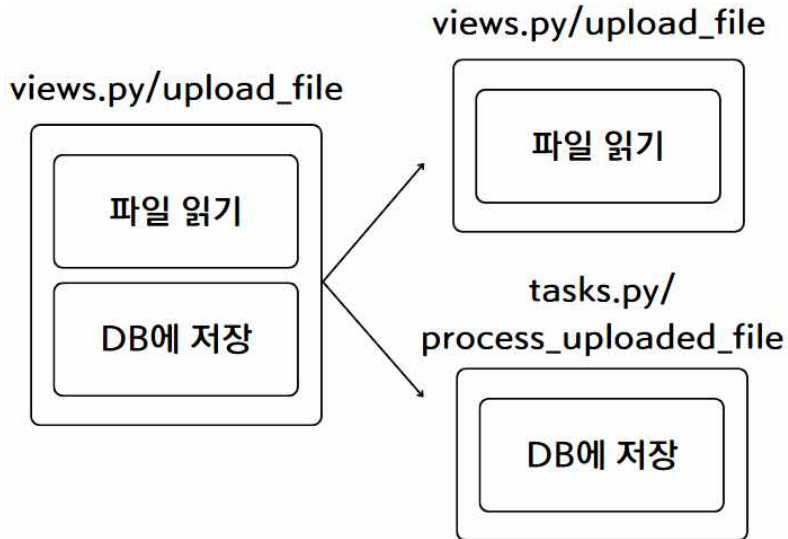 views.py/upload_file
파일 읽기
DB에 저장
views.py/upload_file
파일 읽기
tasks.py/
process_uploaded_file
DB에 저장